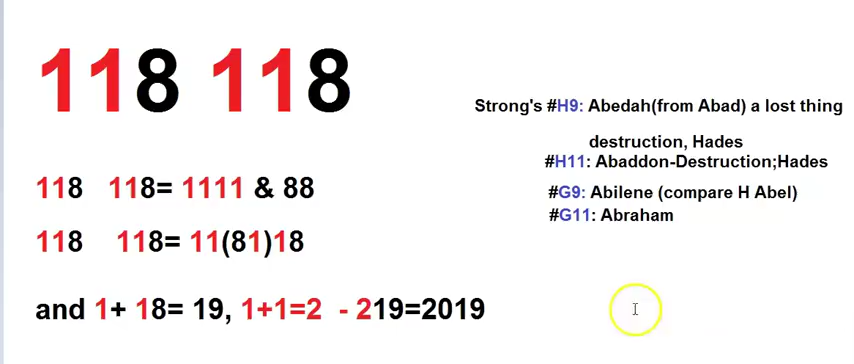 118 118
Strong's #H9: Abedah(from Abad) a lost thing
destruction, Hades
#H11: Abaddon-Destruction;Hades
118 118= 1111 & 88
#G9: Abilene (compare H Abel)
#G11: Abraham
118 118= 11(81)18
and 1+ 18= 19, 1+1=2 - 219=2019